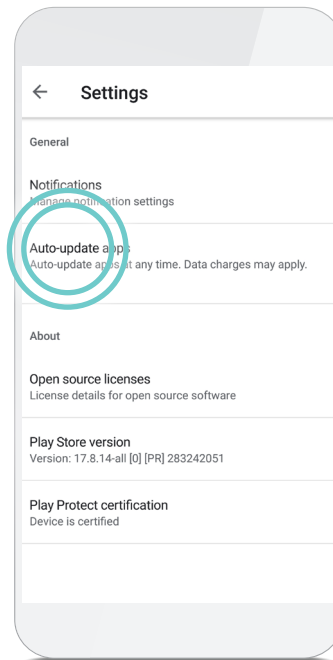 Settings
General
Notifications
Manage notification settings
Auto-update apps
Auto-update apps at any time. Data charges may apply.
About
Open source licenses
License details for open source software
Play Store version
Version: 17.8.14-all [0] [PR] 283242051
Play Protect certification
Device is certified